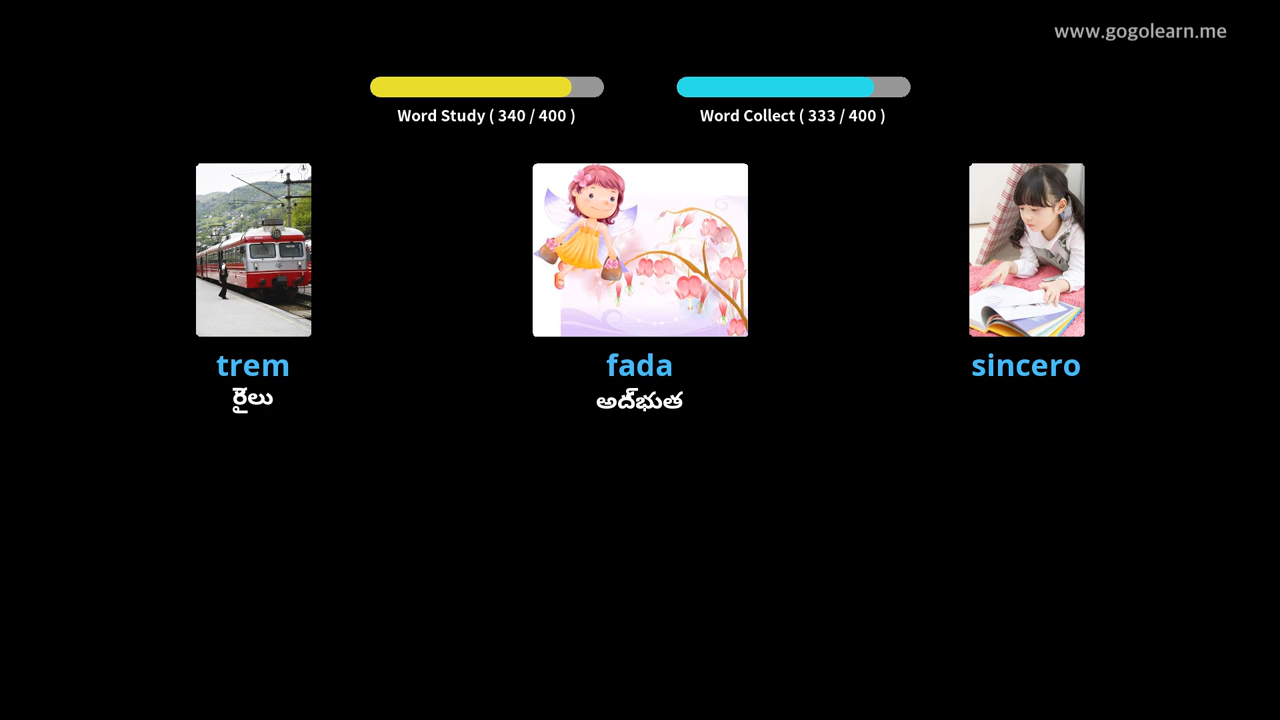 www.gogolearn.me
Word Study ( 340 / 400 )
Word Collect ( 333 / 400 )
trem
fada
sincero
రైలు
అద్భుత